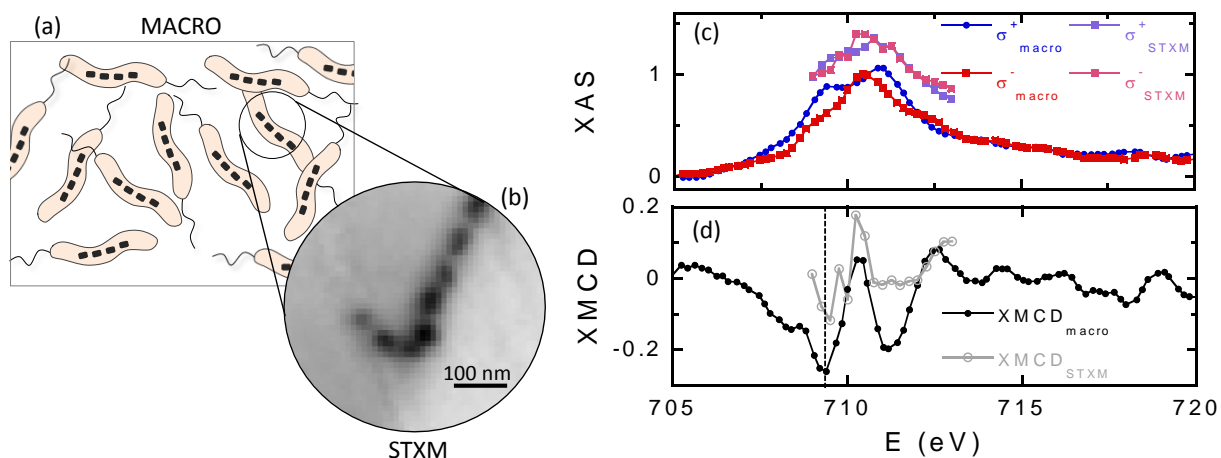 (a)
MACRO
(b)
100 nm
STXM
(c)
σ+macro
σ+STXM
σ-macro
σ-STXM
XAS
1
0
(d)
XMCD
0.2
0
-0.2
XMCDmacro
XMCDSTXM
705
710
715
720
E (eV)